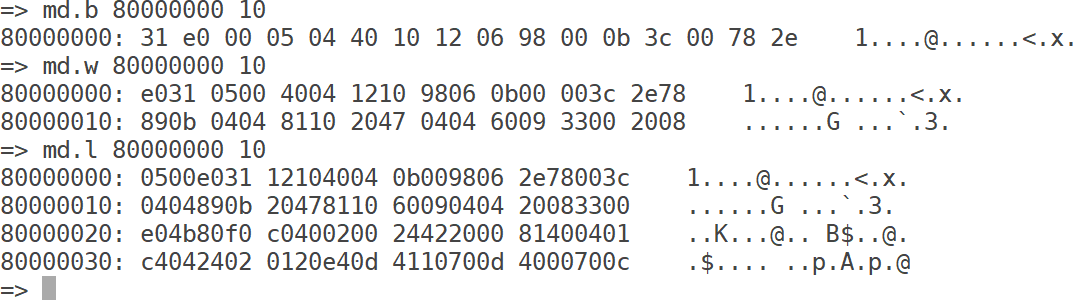 => md.b 80000000 10
80000000: 31 e0 00 05 04 40 10 12 06 98 00 0b 3c 00 78 2e    1....@......<.x.
=> md.w 80000000 10
80000000: e031 0500 4004 1210 9806 0b00 003c 2e78    1....@......<.x.
80000010: 890b 0404 8110 2047 0404 6009 3300 2008    ......G ...`.3. 
=> md.l 80000000 10
80000000: 0500e031 12104004 0b009806 2e78003c    1....@......<.x.
80000010: 0404890b 20478110 60090404 20083300    ......G ...`.3. 
80000020: e04b80f0 c0400200 24422000 81400401    ..K...@.. B$..@.
80000030: c4042402 0120e40d 4110700d 4000700c    .$.... ..p.A.p.@
=>